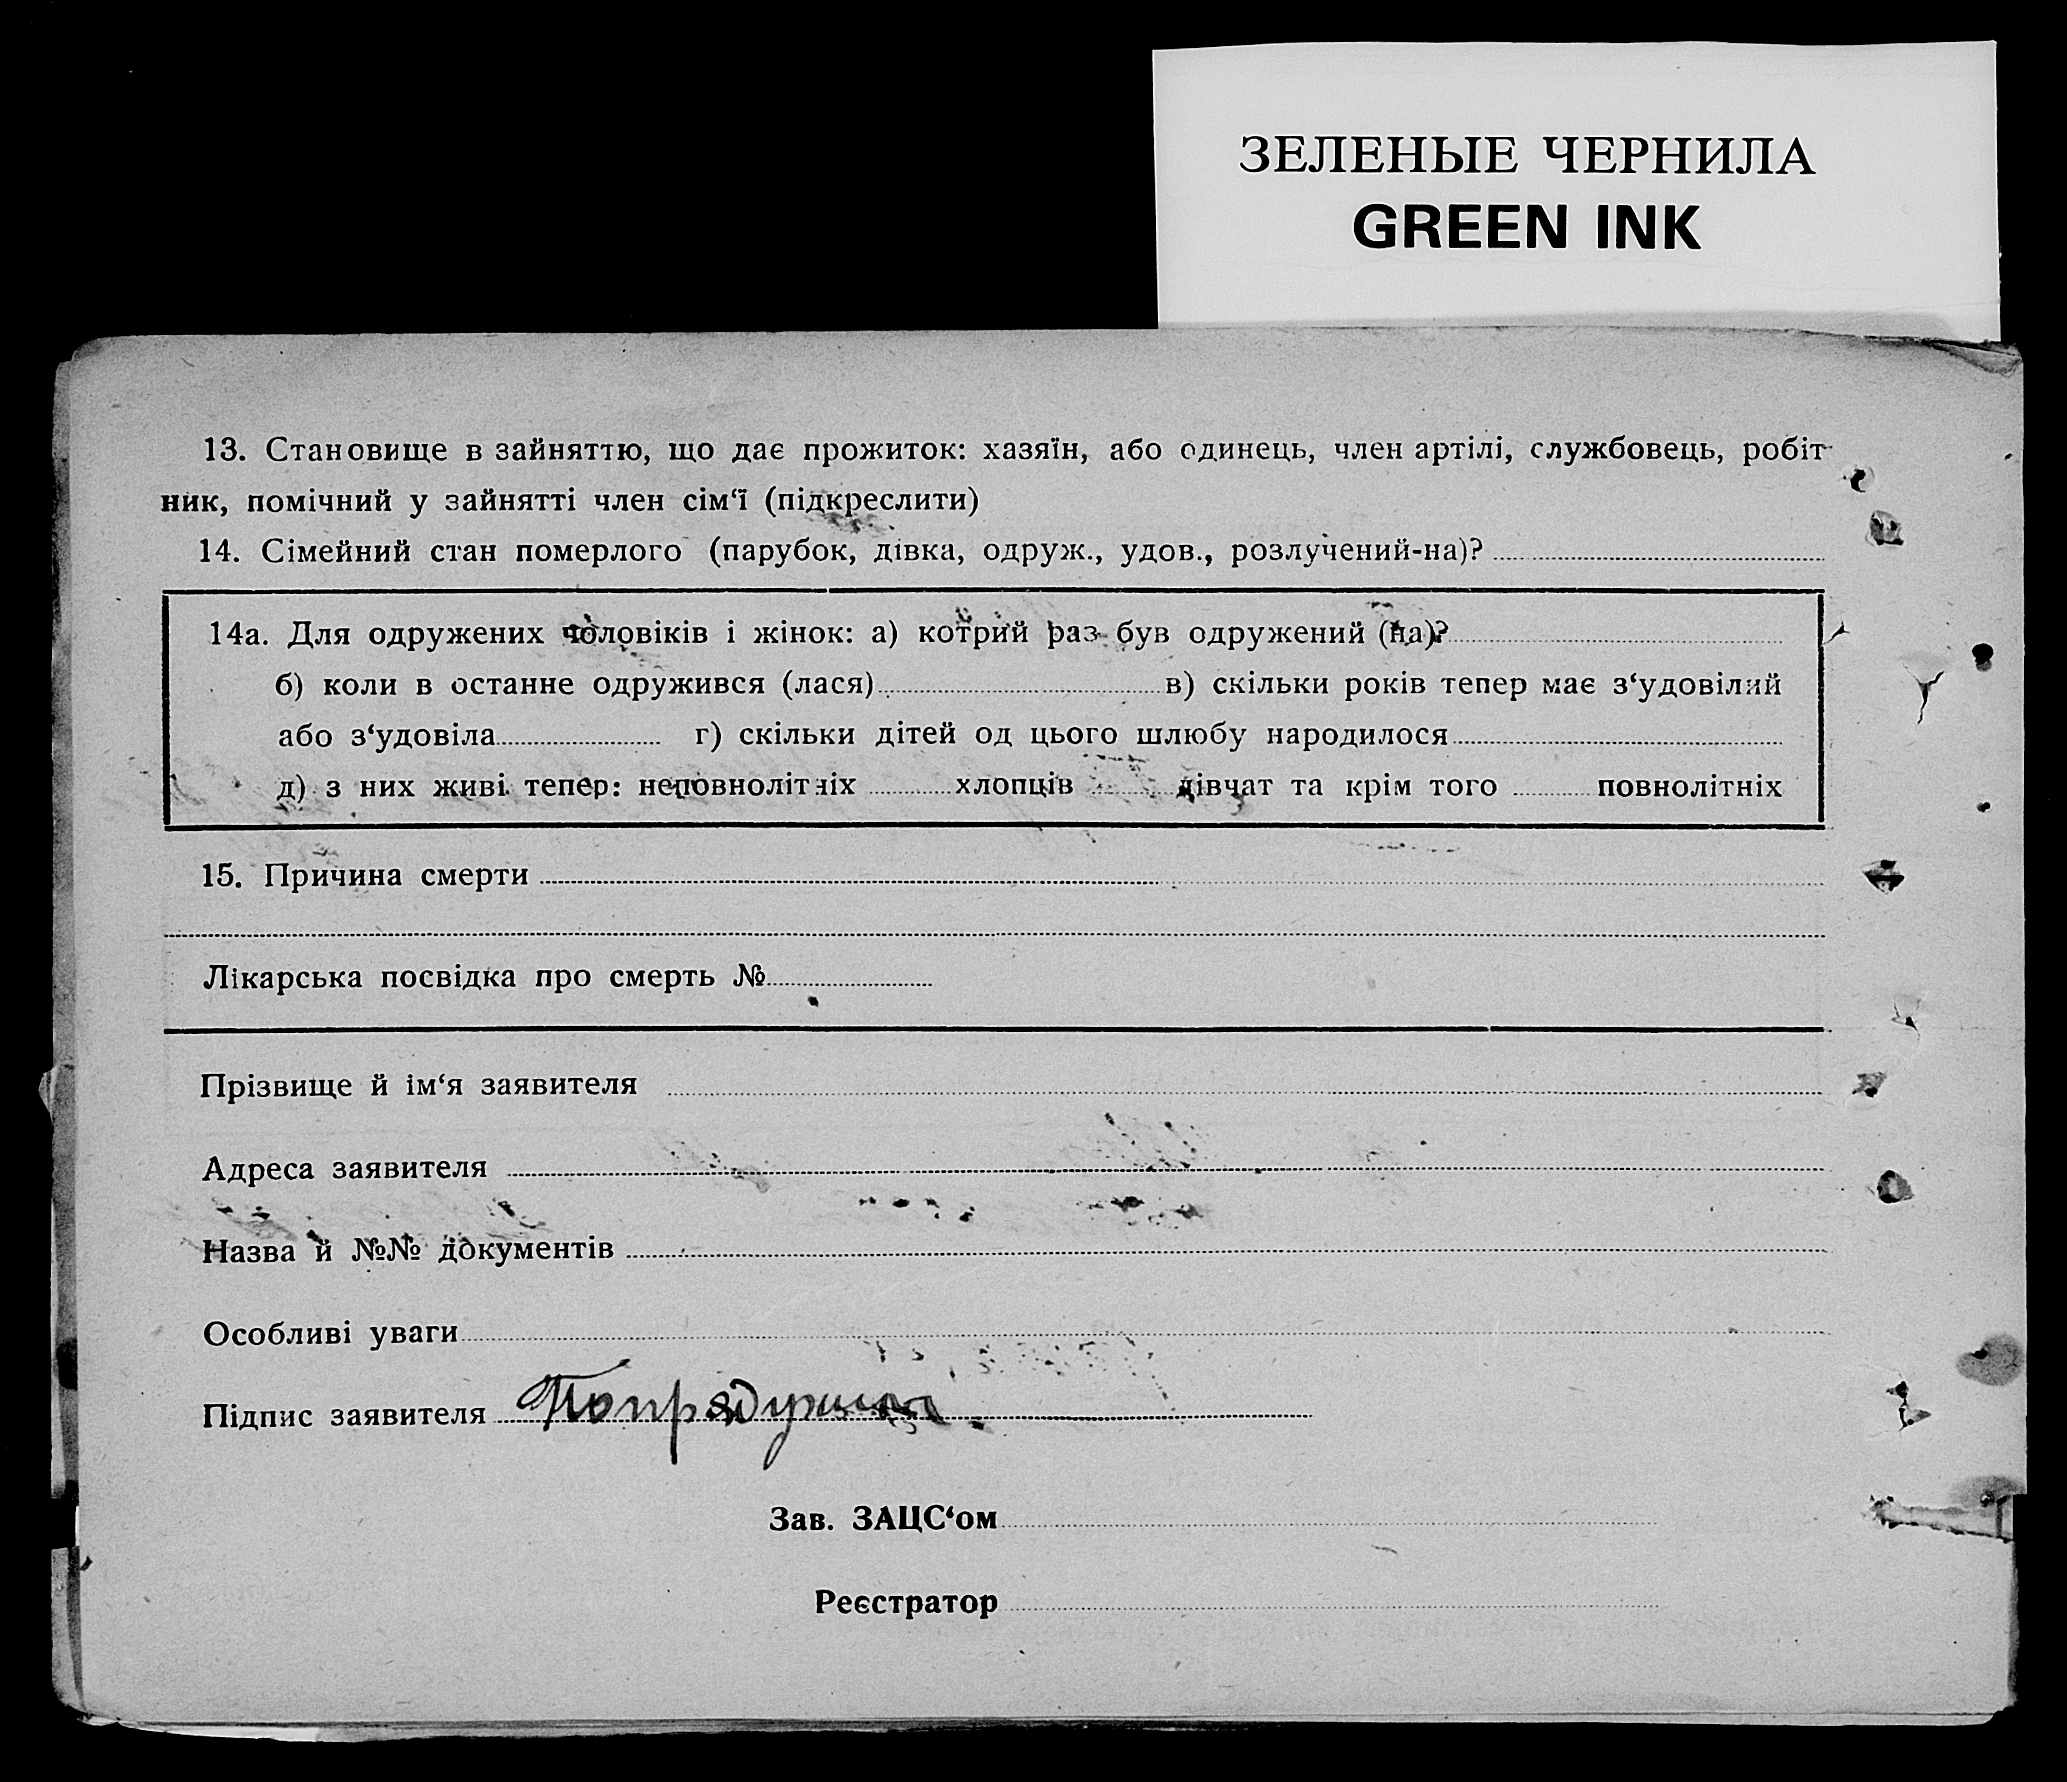 ЗЕЛЕНЫЕ ЧЕРНИЛА
GREEN INK
13. Становище в зайняттю, що дає прожиток: хазяїн, або одинець, член артілі, службовець, робіт-
ник, помічний у зайнятті член сім‘ї (підкреслити)
14. Сімейний стан померлого (парубок, дівка, одруж., удов., розлучений-на)?
14а. Для одружених чоловіків і жінок: а) котрий раз був одружений (на)?
б) коли в останнє одружився (лася) в) скільки років тепер має з‘удовілий
або з‘удовіла г) скільки дітей од цього шлюбу народилося
д) з них живі тепер: неповнолітніх хлопців дівчат та крім того повнолітніх
15. Причина смерти
Лікарська посвідка про смерть №
Прізвище й ім‘я заявителя
Адреса заявителя
Назва й №№ документів
Особливі уваги
Підпис заявителя
Зав. ЗАЦС‘ом
Реєстратор